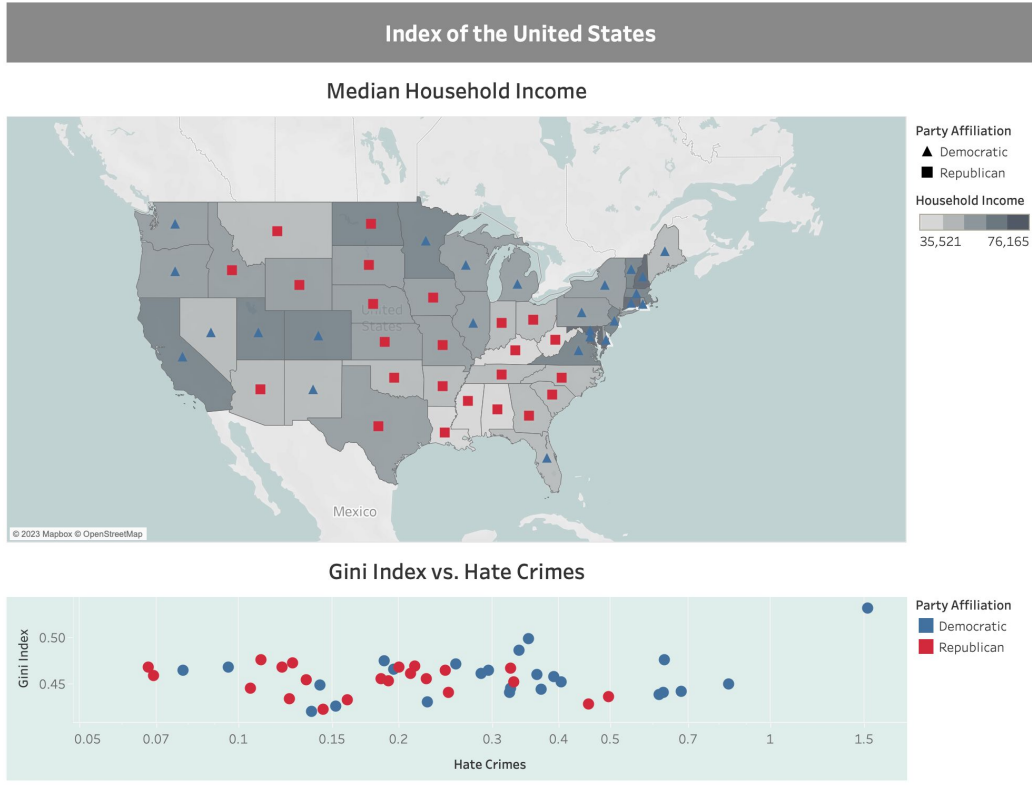 Index of the United States
Median Household Income
Party Affiliation
Democratic
Republican
Household Income
35,521 76,165
United
States
Mexico
© 2023 Mapbox © OpenStreetMap
Gini Index vs. Hate Crimes
Gini Index
0.50
0.45
0.05 0.07 0.1 0.15 0.2 0.3 0.4 0.5 0.7 1 1.5
Hate Crimes
Party Affiliation
Democratic
Republican